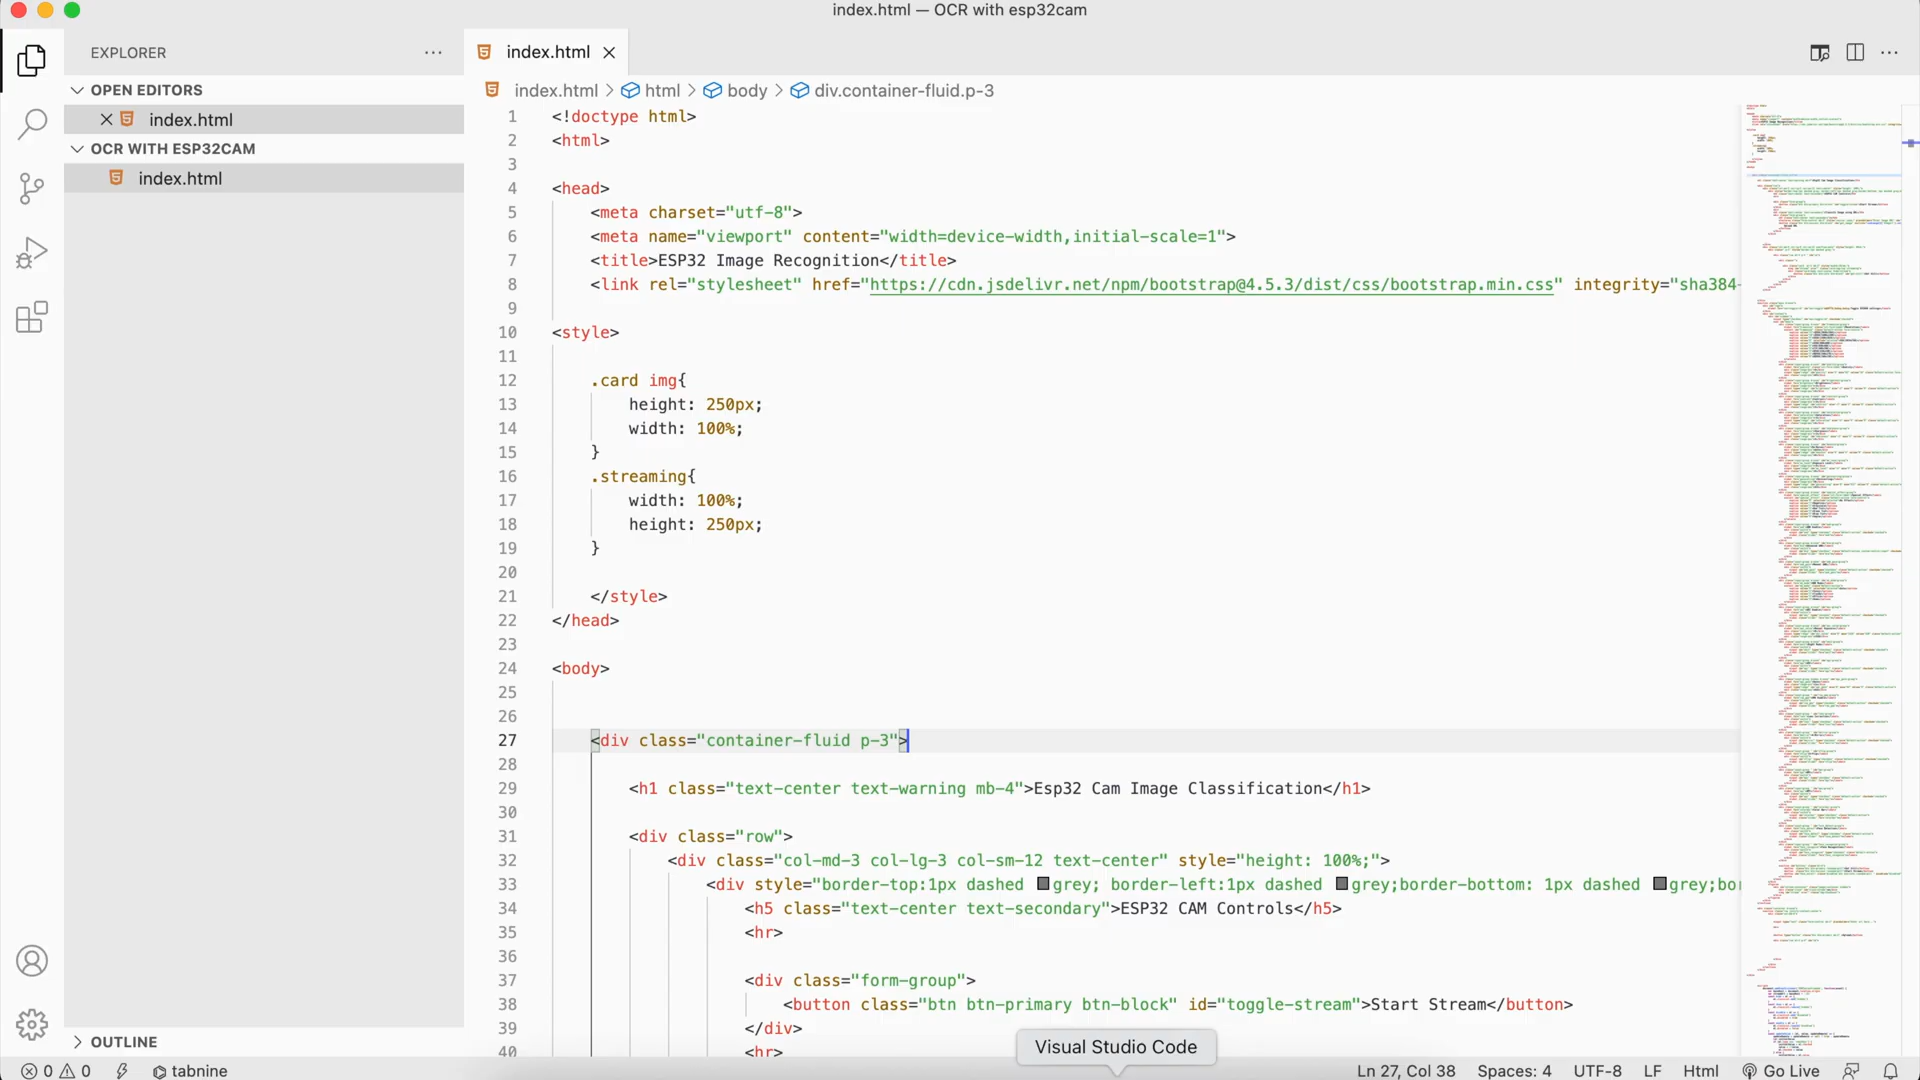 index.html — OCR with esp32cam
EXPLORER
index.html
OPEN EDITORS
index.html
OCR WITH ESP32CAM
index.html
index.html > html > body > div.container-fluid.p-3
1 <!doctype html>
2 <html>
3
4 <head>
5 <meta charset="utf-8">
6 <meta name="viewport" content="width=device-width,initial-scale=1">
7 <title>ESP32 Image Recognition</title>
8 <link rel="stylesheet" href="https://cdn.jsdelivr.net/npm/bootstrap@4.5.3/dist/css/bootstrap.min.css" integrity="sha384-
9
10 <style>
11
12 .card img{
13 height: 250px;
14 width: 100%;
15 }
16 .streaming{
17 width: 100%;
18 height: 250px;
19 }
20
21 </style>
22 </head>
23
24 <body>
25
26
27 <div class="container-fluid p-3">
28
29 <h1 class="text-center text-warning mb-4">Esp32 Cam Image Classification</h1>
30
31 <div class="row">
32 <div class="col-md-3 col-lg-3 col-sm-12 text-center" style="height: 100%;">
33 <div style="border-top:1px dashed grey; border-left:1px dashed grey;border-bottom: 1px dashed grey;bor
34 <h5 class="text-center text-secondary">ESP32 CAM Controls</h5>
35 <hr>
36
37 <div class="form-group">
38 <button class="btn btn-primary btn-block" id="toggle-stream">Start Stream</button>
39 </div>
40 <hr>
OUTLINE
Visual Studio Code
0 0 tabnine
Ln 27, Col 38 Spaces: 4 UTF-8 LF Html Go Live